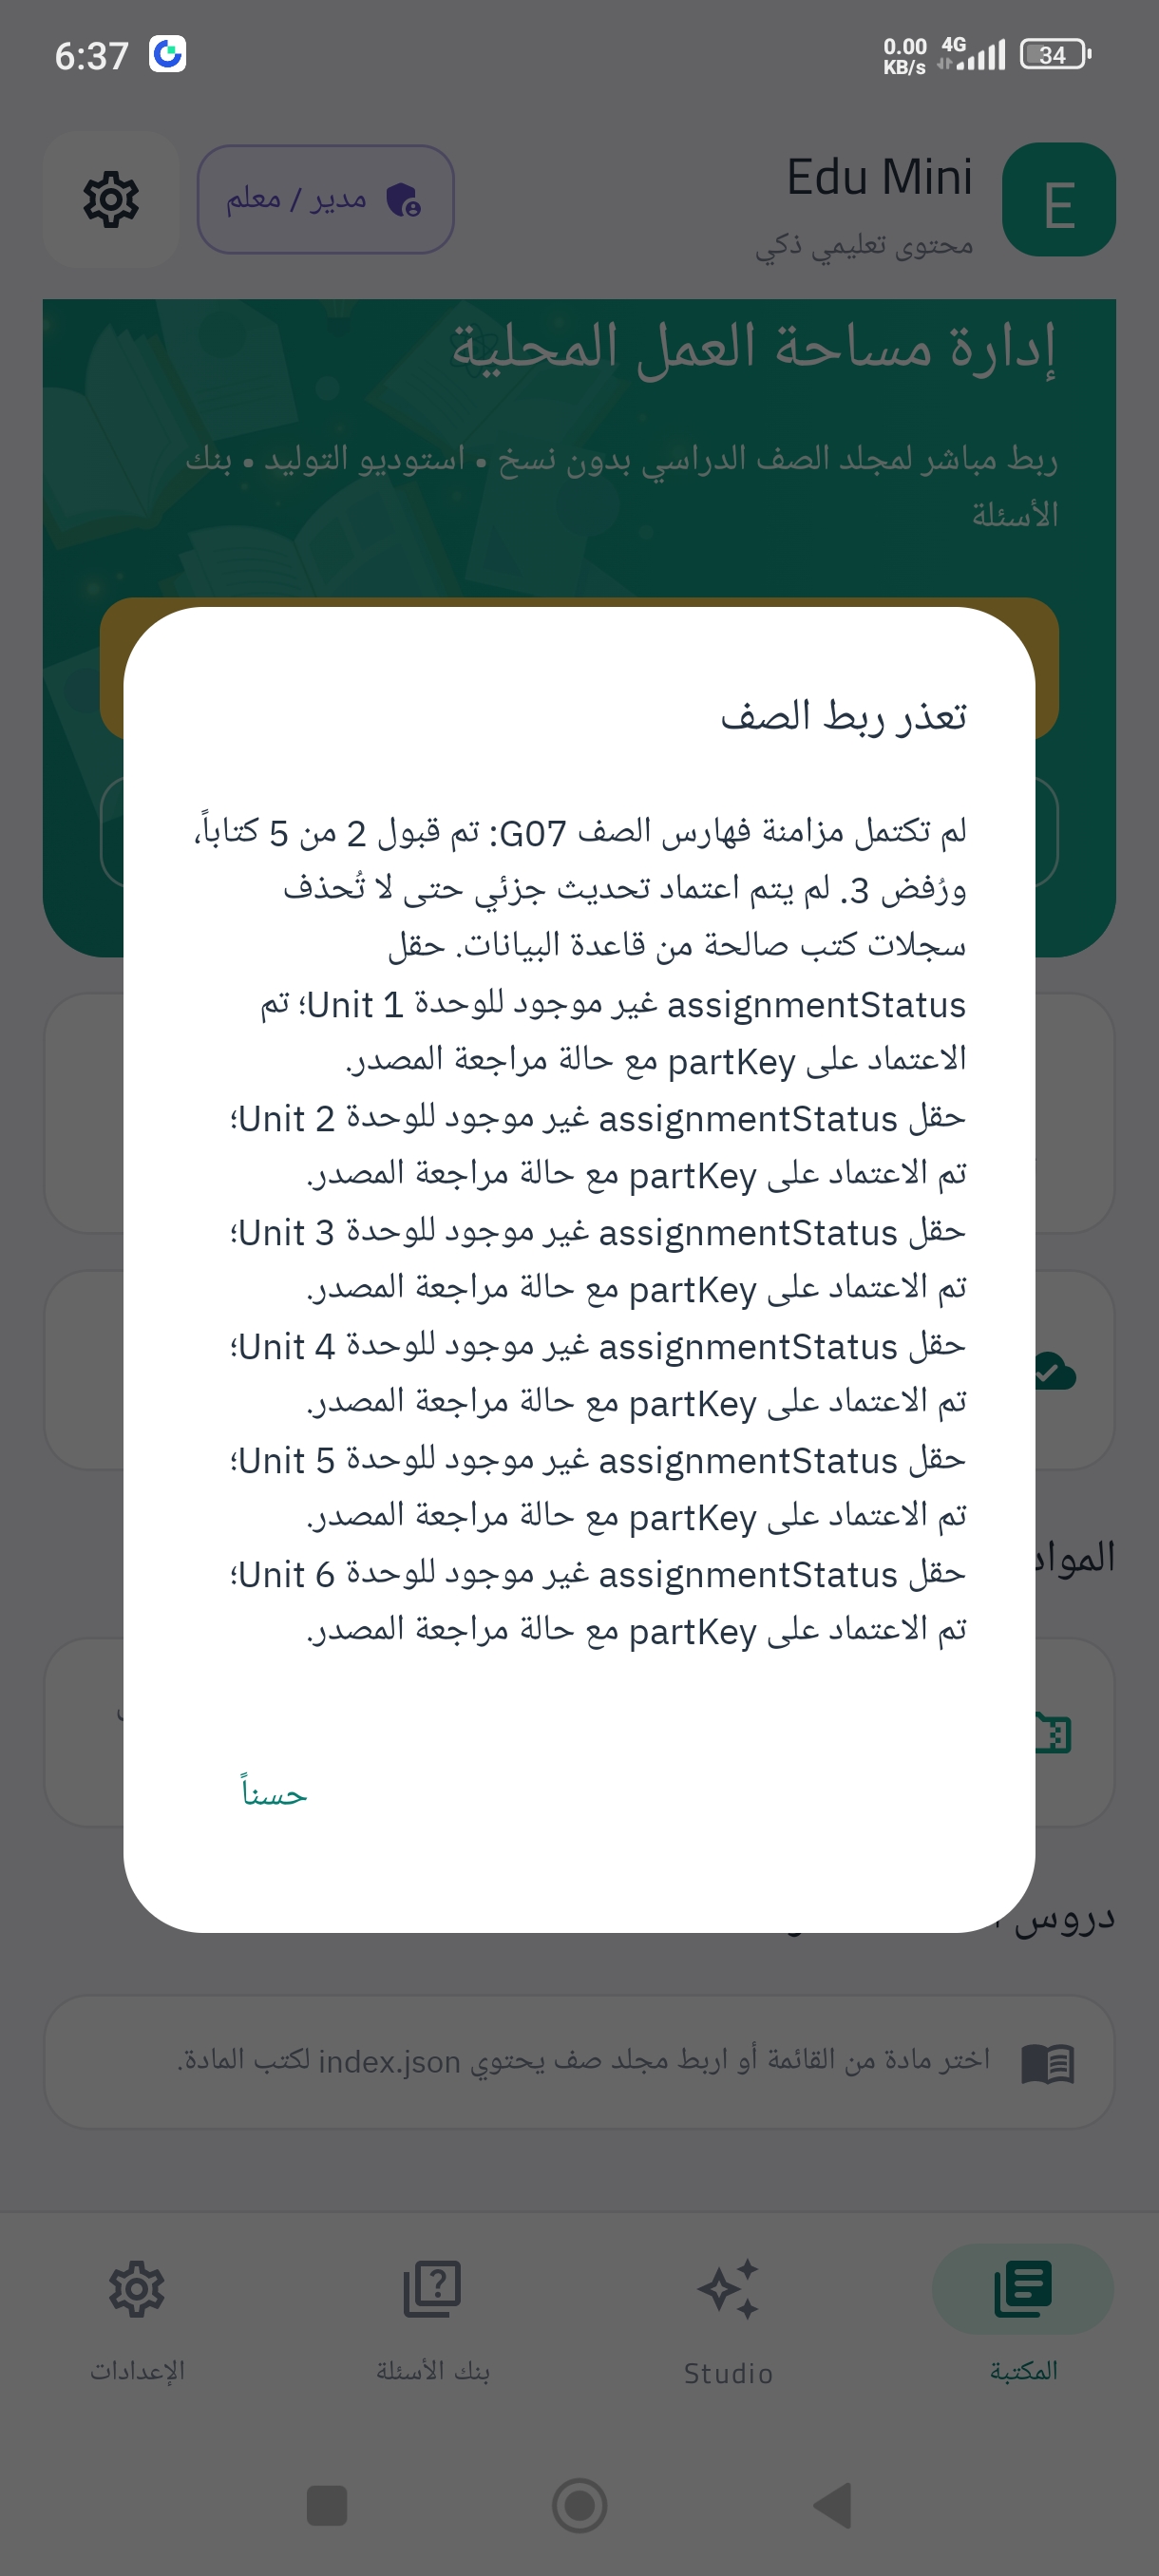 6:37
0.00 KB/s 4G 34
Edu Mini
E
محتوى تعليمي ذكي
مدير / معلم
إدارة مساحة العمل المحلية
ربط مباشر لمجلد الصف الدراسي بدون نسخ • استوديو التوليد • بنك
الأسئلة
تعذر ربط الصف
لم تكتمل مزامنة فهارس الصف G07: تم قبول 2 من 5 كتاباً،
ورُفض 3. لم يتم اعتماد تحديث جزئي حتى لا تُحذف
سجلات كتب صالحة من قاعدة البيانات. حقل
assignmentStatus غير موجود للوحدة Unit 1؛ تم
الاعتماد على partKey مع حالة مراجعة المصدر.
حقل assignmentStatus غير موجود للوحدة Unit 2؛
تم الاعتماد على partKey مع حالة مراجعة المصدر.
حقل assignmentStatus غير موجود للوحدة Unit 3؛
تم الاعتماد على partKey مع حالة مراجعة المصدر.
حقل assignmentStatus غير موجود للوحدة Unit 4؛
تم الاعتماد على partKey مع حالة مراجعة المصدر.
حقل assignmentStatus غير موجود للوحدة Unit 5؛
تم الاعتماد على partKey مع حالة مراجعة المصدر.
حقل assignmentStatus غير موجود للوحدة Unit 6؛
تم الاعتماد على partKey مع حالة مراجعة المصدر.
حسناً
المواد
دروس
اختر مادة من القائمة أو اربط مجلد صف يحتوي index.json لكتب المادة.
المكتبة
Studio
بنك الأسئلة
الإعدادات